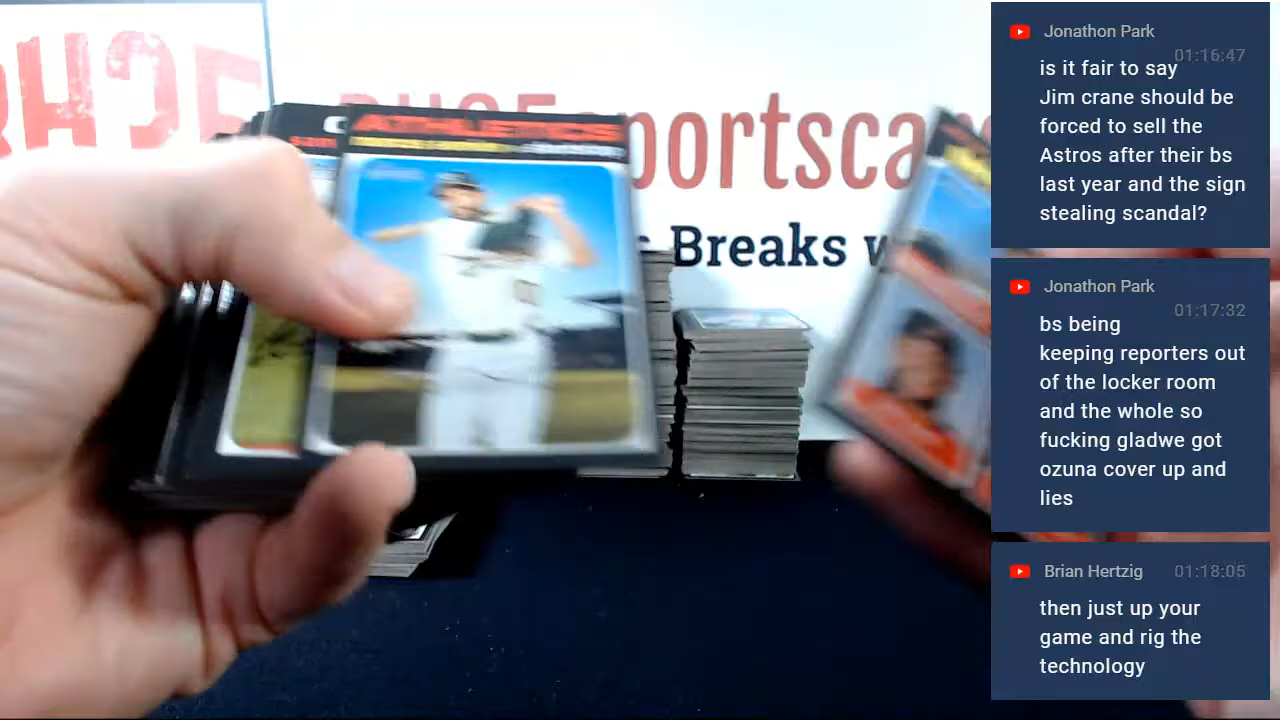 ATHLETICS
portscar
s Breaks w
Jonathon Park
01:16:47
is it fair to say
Jim crane should be
forced to sell the
Astros after their bs
last year and the sign
stealing scandal?
Jonathon Park
01:17:32
bs being
keeping reporters out
of the locker room
and the whole so
fucking gladwe got
ozuna cover up and
lies
Brian Hertzig
01:18:05
then just up your
game and rig the
technology